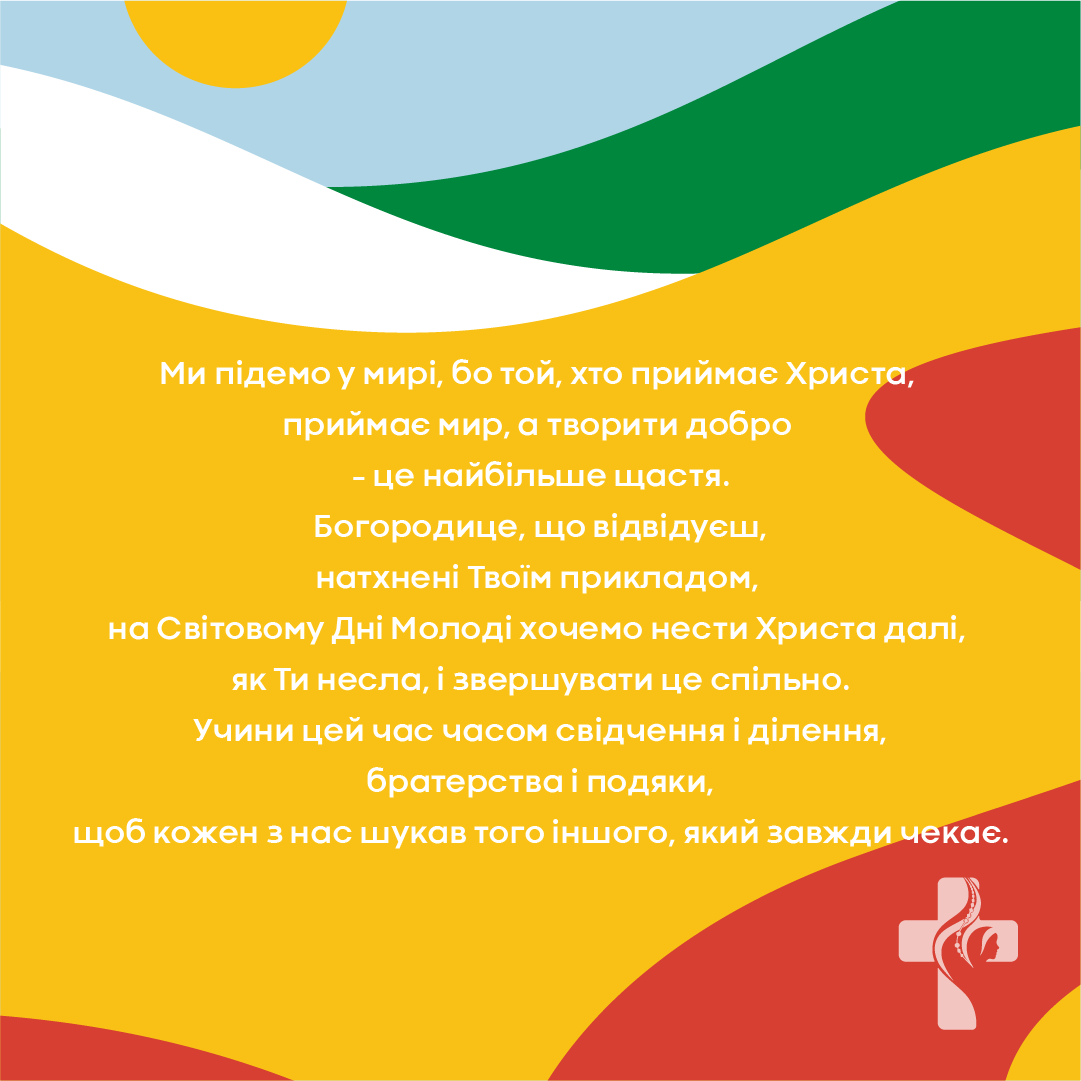 Ми підемо у мирі, бо той, хто приймає Христа,
приймає мир, а творити добро
- це найбільше щастя.
Богородице, що відвідуєш,
натхнені Твоїм прикладом,
на Світовому Дні Молоді хочемо нести Христа далі,
як Ти несла, і звершувати це спільно.
Учини цей час часом свідчення і ділення,
братерства і подяки,
щоб кожен з нас шукав того іншого, який завжди чекає.